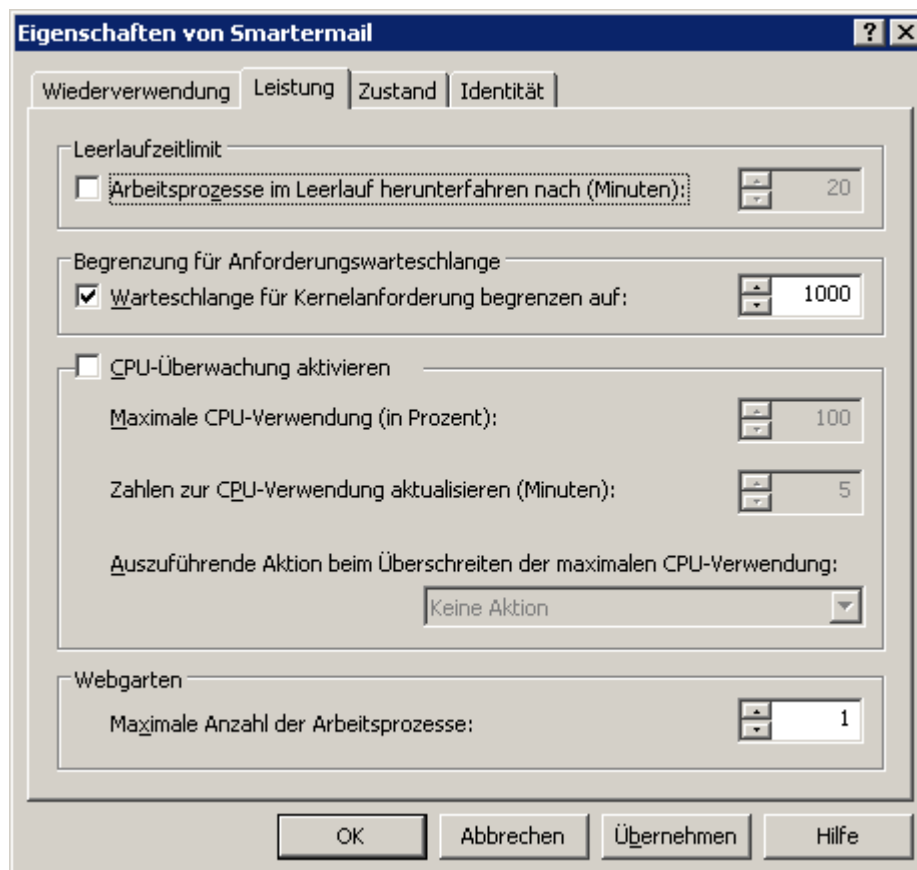 Eigenschaften von Smartermail
Wiederverwendung Leistung Zustand Identität
Leerlaufzeitlimit
Arbeitsprozesse im Leerlauf herunterfahren nach (Minuten): 20
Begrenzung für Anforderungswarteschlange
Warteschlange für Kernelanforderung begrenzen auf: 1000
CPU-Überwachung aktivieren
Maximale CPU-Verwendung (in Prozent): 100
Zahlen zur CPU-Verwendung aktualisieren (Minuten): 5
Auszuführende Aktion beim Überschreiten der maximalen CPU-Verwendung:
Keine Aktion
Webgarten
Maximale Anzahl der Arbeitsprozesse: 1
OK Abbrechen Übernehmen Hilfe